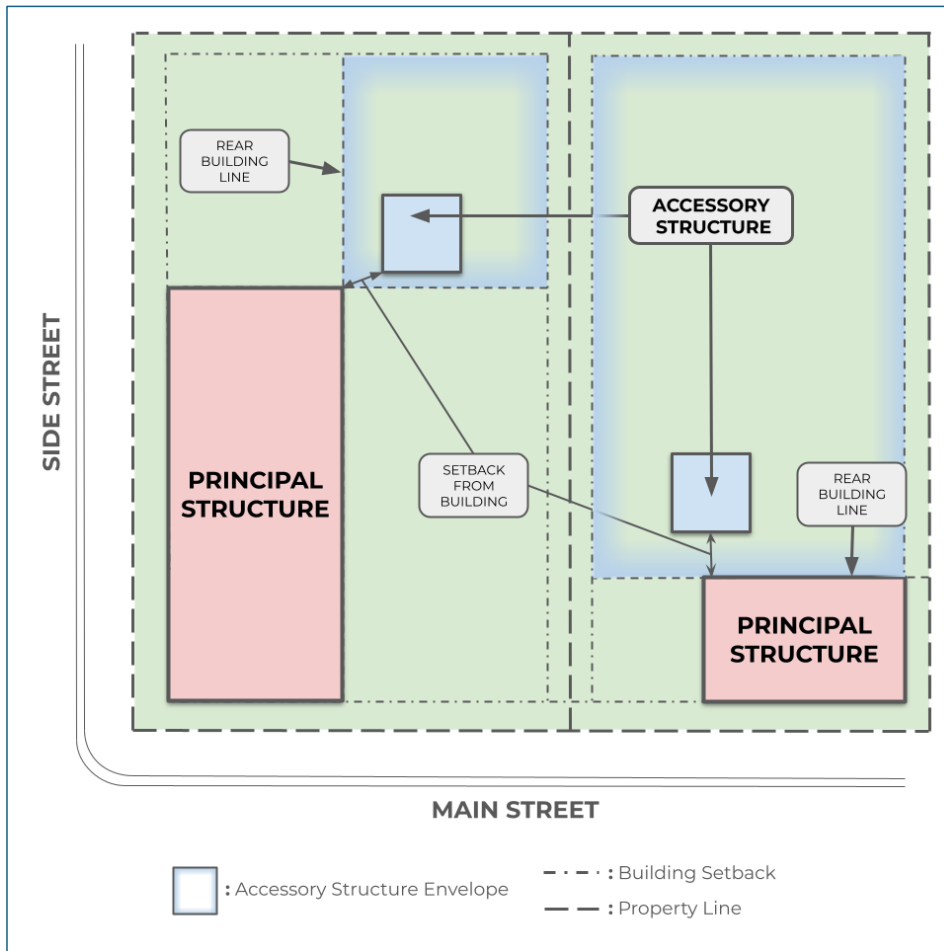 REAR
BUILDING
LINE
ACCESSORY
STRUCTURE
SIDE STREET
PRINCIPAL
STRUCTURE
SETBACK
FROM
BUILDING
REAR
BUILDING
LINE
PRINCIPAL
STRUCTURE
MAIN STREET
: Accessory Structure Envelope
: Building Setback
: Property Line